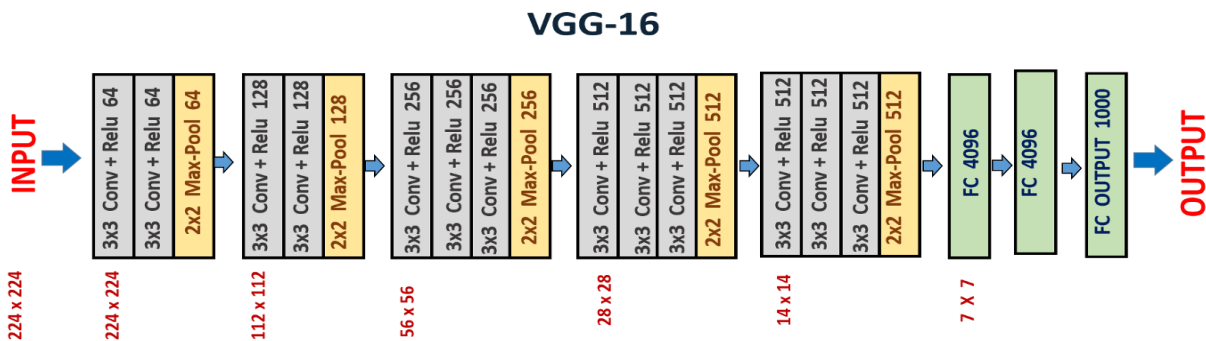 VGG-16
INPUT
3x3 Conv + Relu 64
3x3 Conv + Relu 64
2x2 Max-Pool 64
3x3 Conv + Relu 128
3x3 Conv + Relu 128
2x2 Max-Pool 128
3x3 Conv + Relu 256
3x3 Conv + Relu 256
3x3 Conv + Relu 256
2x2 Max-Pool 256
3x3 Conv + Relu 512
3x3 Conv + Relu 512
3x3 Conv + Relu 512
2x2 Max-Pool 512
3x3 Conv + Relu 512
3x3 Conv + Relu 512
3x3 Conv + Relu 512
2x2 Max-Pool 512
FC 4096
FC 4096
FC OUTPUT 1000
OUTPUT
224 x 224
224 x 224
112 x 112
56 x 56
28 x 28
14 x 14
7 X 7